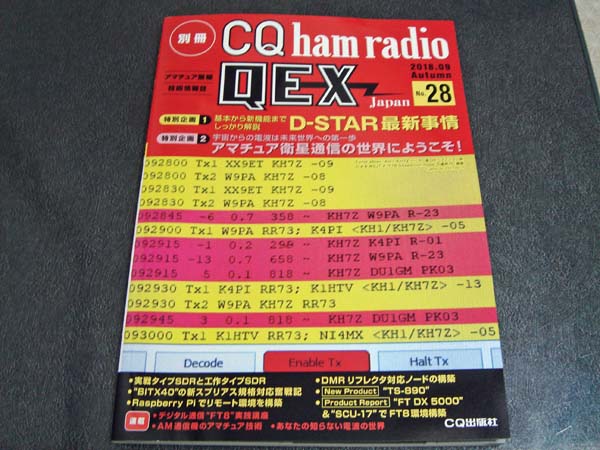 別冊
CQ ham radio
アマチュア無線
技術情報誌
QEX Japan
2018.09
Autumn
No. 28
特別企画 1 基本から新機能まで
しっかり解説
D-STAR最新事情
特別企画 2 宇宙からの電波は未来世界への第一歩
アマチュア衛星通信の世界にようこそ!
092800 Tx1 XX9ET KH7Z -09
092800 Tx2 W9PA KH7Z -08
092830 Tx1 XX9ET KH7Z -09
092830 Tx2 W9PA KH7Z -08
092845 -6 0.7 358 ~ KH7Z W9PA R-23
092900 Tx1 W9PA RR73; K4PI <KH1/KH7Z> -05
092915 -1 0.2 298 ~ KH7Z K4PI R-01
092915 -13 0.7 658 ~ KH7Z W9PA R-23
092915 5 0.1 818 ~ KH7Z DU1GM PK03
092930 Tx1 K4PI RR73; K1HTV <KH1/KH7Z> -13
092930 Tx2 W9PA KH7Z RR73
092945 3 0.1 818 ~ KH7Z DU1GM PK03
093000 Tx1 K1HTV RR73; NI4MX <KH1/KH7Z> -05
Decode
Enable Tx
Halt Tx
•実戦タイプSDRと工作タイプSDR
•"BITX40"の新スプリアス規格対応奮戦記
•Raspberry Piでリモート環境を構築
連載
•デジタル通信"FT8"実践講座
•AM通信機のアマチュア技術
•あなたの知らない電波の世界
•DMRリフレクタ対応ノードの構築
•New Product "TS-890"
•Product Report "FT DX 5000"
&"SCU-17"でFT8環境構築
CQ出版社